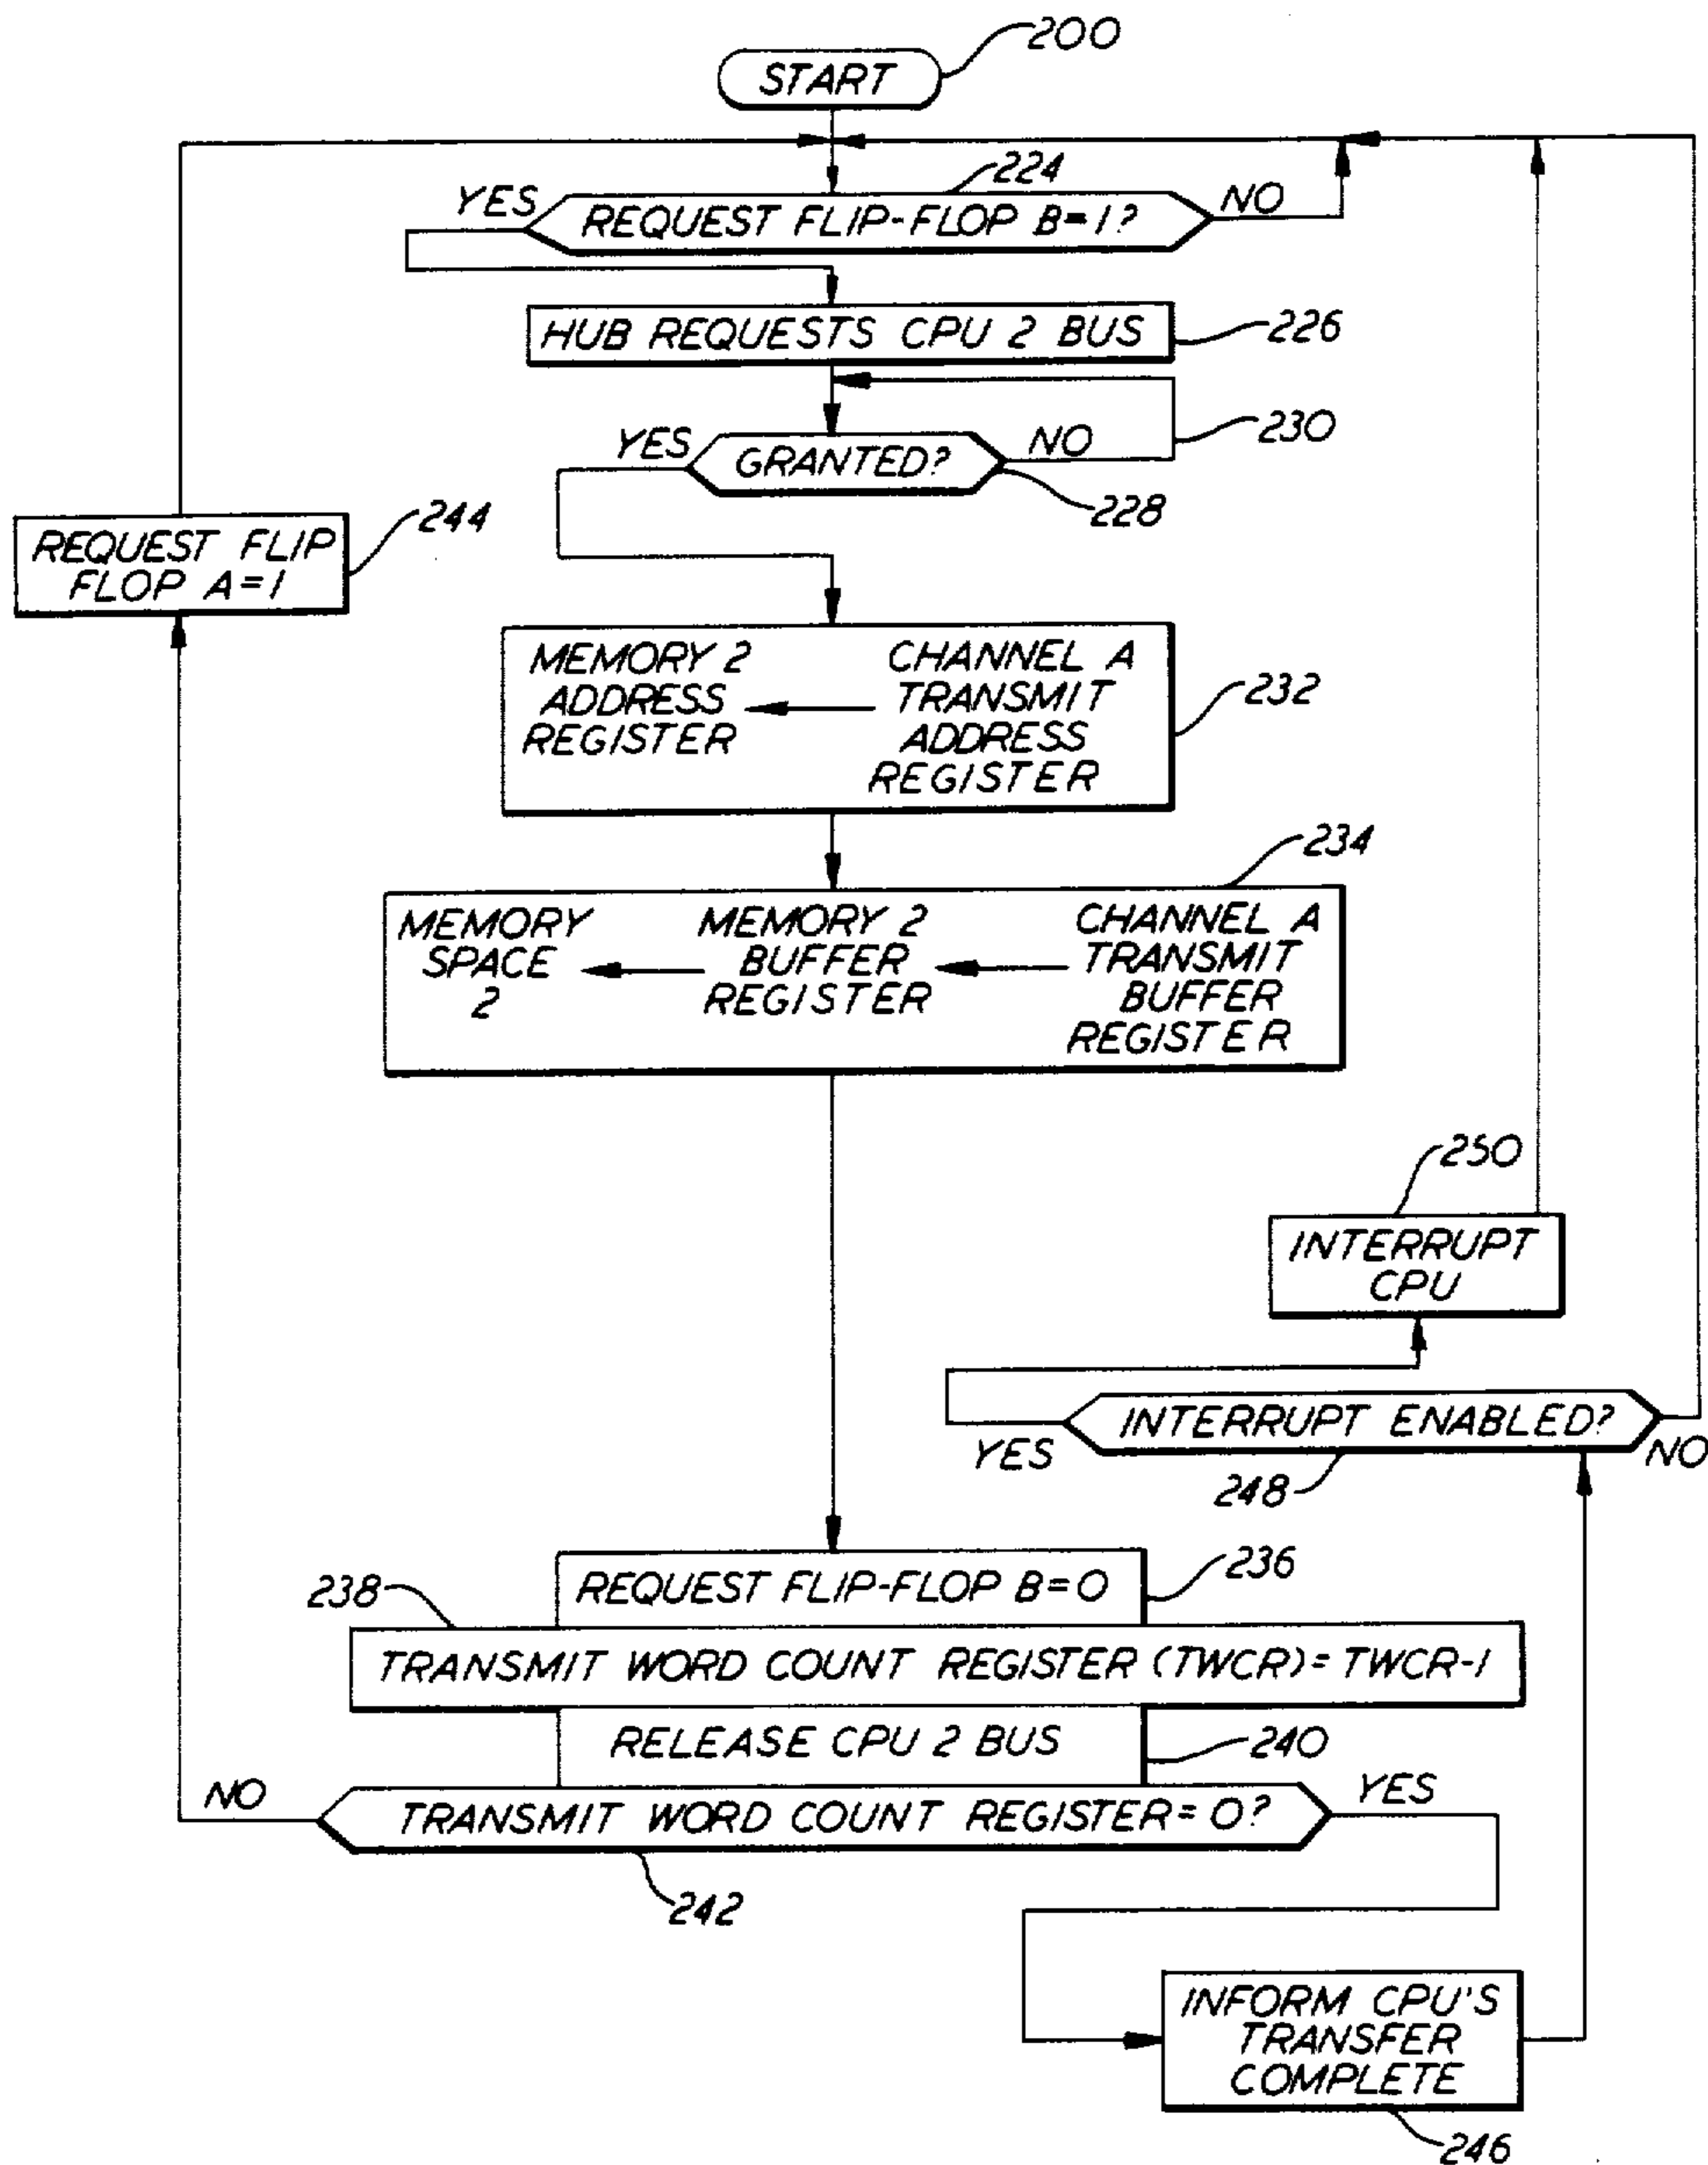 200
START
224
YES
NO
REQUEST FLIP-FLOP B=1?
HUB REQUESTS CPU 2 BUS
226
230
YES
NO
GRANTED?
228
244
REQUEST FLIP
FLOP A=1
MEMORY 2
ADDRESS
REGISTER
CHANNEL A
TRANSMIT
ADDRESS
REGISTER
232
234
MEMORY
SPACE
2
MEMORY 2
BUFFER
REGISTER
CHANNEL A
TRANSMIT
BUFFER
REGISTER
250
INTERRUPT
CPU
INTERRUPT ENABLED?
YES
NO
248
REQUEST FLIP-FLOP B=0
236
238
TRANSMIT WORD COUNT REGISTER (TWCR)= TWCR-1
RELEASE CPU 2 BUS
240
NO
YES
TRANSMIT WORD COUNT REGISTER=0?
242
INFORM CPU'S
TRANSFER
COMPLETE
246